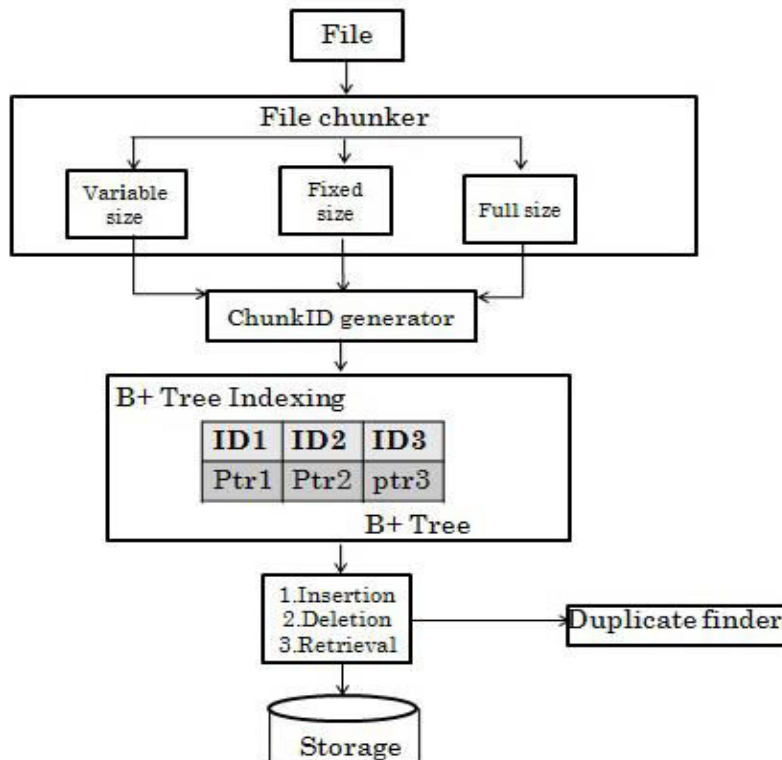 File
File chunker
Variable
size
Fixed
size
Full size
ChunkID generator
B+ Tree Indexing
ID1 ID2 ID3
Ptr1 Ptr2 ptr3
B+ Tree
1.Insertion
2.Deletion
3.Retrieval
Duplicate finder
Storage